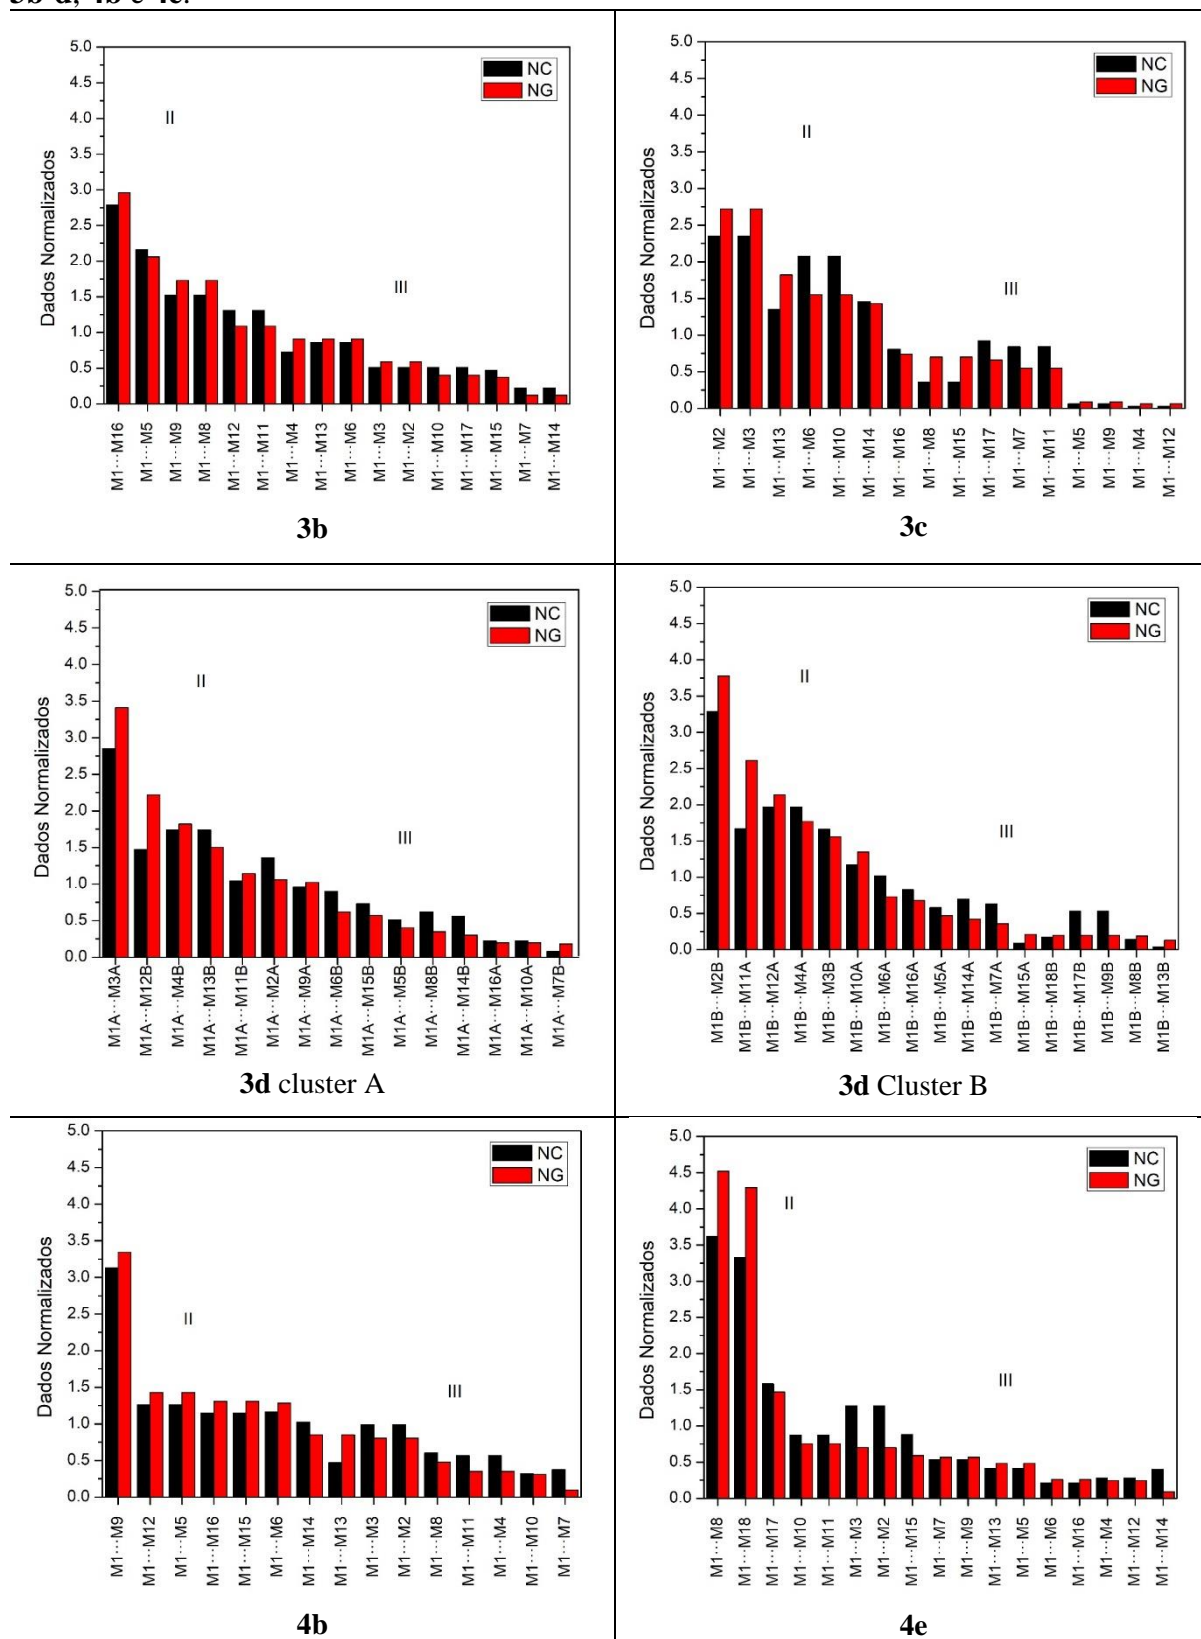 3b-d, 4b e 4e.
5.0
4.5
4.0
3.5
3.0
2.5
2.0
1.5
1.0
0.5
0.0
Dados Normalizados
NC
NG
II
III
M1···M16
M1···M5
M1···M9
M1···M8
M1···M12
M1···M11
M1···M4
M1···M13
M1···M6
M1···M3
M1···M2
M1···M10
M1···M17
M1···M15
M1···M7
M1···M14
3b
5.0
4.5
4.0
3.5
3.0
2.5
2.0
1.5
1.0
0.5
0.0
Dados Normalizados
NC
NG
II
III
M1···M2
M1···M3
M1···M13
M1···M6
M1···M10
M1···M14
M1···M16
M1···M8
M1···M15
M1···M17
M1···M7
M1···M11
M1···M5
M1···M9
M1···M4
M1···M12
3c
5.0
4.5
4.0
3.5
3.0
2.5
2.0
1.5
1.0
0.5
0.0
Dados Normalizados
NC
NG
II
III
M1A···M3A
M1A···M12B
M1A···M4B
M1A···M13B
M1A···M11B
M1A···M2A
M1A···M9A
M1A···M6B
M1A···M15B
M1A···M5B
M1A···M8B
M1A···M14B
M1A···M16A
M1A···M10A
M1A···M7B
3d cluster A
5.0
4.5
4.0
3.5
3.0
2.5
2.0
1.5
1.0
0.5
0.0
Dados Normalizados
NC
NG
II
III
M1B···M2B
M1B···M11A
M1B···M12A
M1B···M4A
M1B···M3B
M1B···M10A
M1B···M6A
M1B···M16A
M1B···M5A
M1B···M14A
M1B···M7A
M1B···M15A
M1B···M18B
M1B···M17B
M1B···M9B
M1B···M8B
M1B···M13B
3d Cluster B
5.0
4.5
4.0
3.5
3.0
2.5
2.0
1.5
1.0
0.5
0.0
Dados Normalizados
NC
NG
II
III
M1···M9
M1···M12
M1···M5
M1···M16
M1···M15
M1···M6
M1···M14
M1···M13
M1···M3
M1···M2
M1···M8
M1···M11
M1···M4
M1···M10
M1···M7
4b
5.0
4.5
4.0
3.5
3.0
2.5
2.0
1.5
1.0
0.5
0.0
Dados Normalizados
NC
NG
II
III
M1···M8
M1···M18
M1···M17
M1···M10
M1···M11
M1···M3
M1···M2
M1···M15
M1···M7
M1···M9
M1···M13
M1···M5
M1···M6
M1···M16
M1···M4
M1···M12
M1···M14
4e